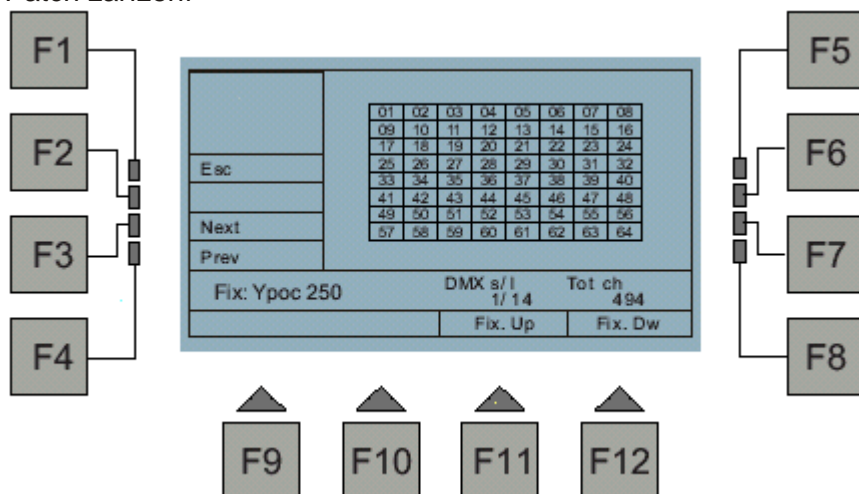 F1
F5
F2
F6
F3
F7
F4
F8
01 02 03 04 05 06 07 08
09 10 11 12 13 14 15 16
17 18 19 20 21 22 23 24
25 26 27 28 29 30 31 32
33 34 35 36 37 38 39 40
41 42 43 44 45 46 47 48
49 50 51 52 53 54 55 56
57 58 59 60 61 62 63 64
Esc
Next
Prev
Fix: Ypoc 250
DMX s/l
1/ 14
Tot ch
494
Fix. Up
Fix. Dw
F9
F10
F11
F12